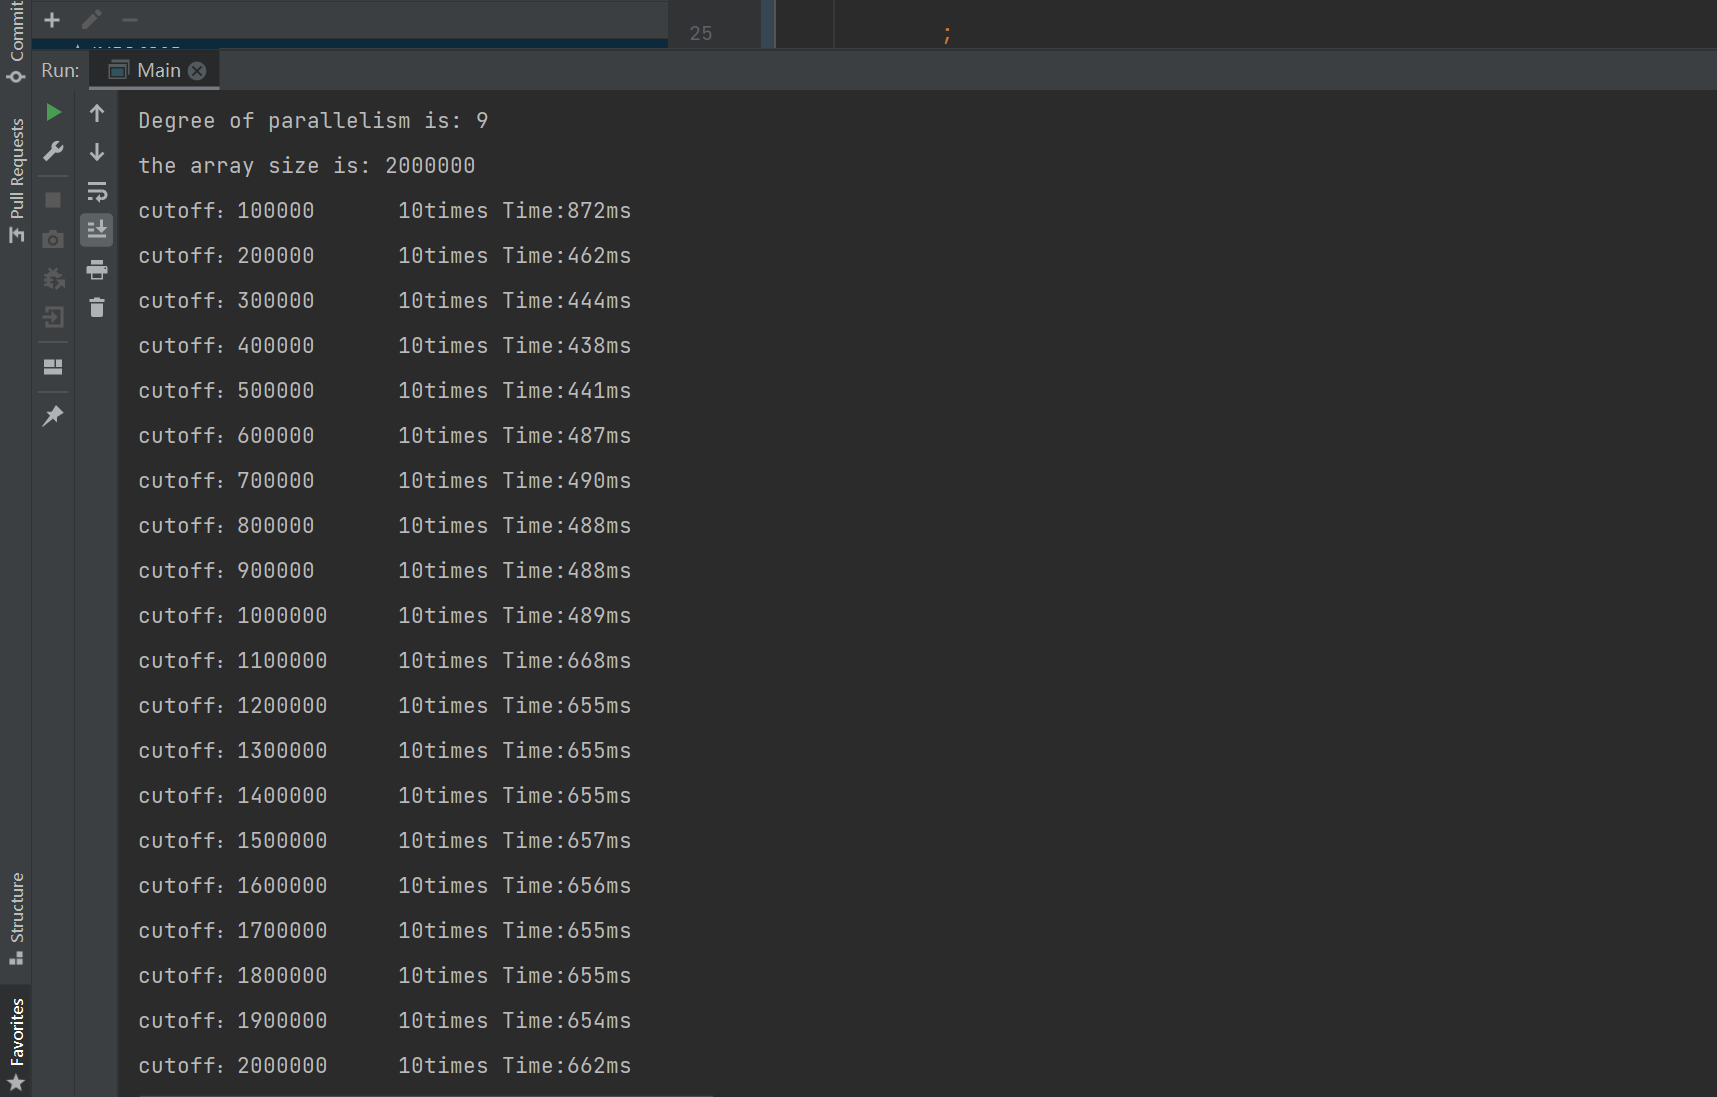 Commit
25
;
Run:
Main
Pull Requests
Degree of parallelism is: 9
the array size is: 2000000
cutoff：100000 10times Time:872ms
cutoff：200000 10times Time:462ms
cutoff：300000 10times Time:444ms
cutoff：400000 10times Time:438ms
cutoff：500000 10times Time:441ms
cutoff：600000 10times Time:487ms
cutoff：700000 10times Time:490ms
cutoff：800000 10times Time:488ms
cutoff：900000 10times Time:488ms
cutoff：1000000 10times Time:489ms
cutoff：1100000 10times Time:668ms
cutoff：1200000 10times Time:655ms
cutoff：1300000 10times Time:655ms
cutoff：1400000 10times Time:655ms
cutoff：1500000 10times Time:657ms
cutoff：1600000 10times Time:656ms
cutoff：1700000 10times Time:655ms
cutoff：1800000 10times Time:655ms
cutoff：1900000 10times Time:654ms
cutoff：2000000 10times Time:662ms
Structure
Favorites